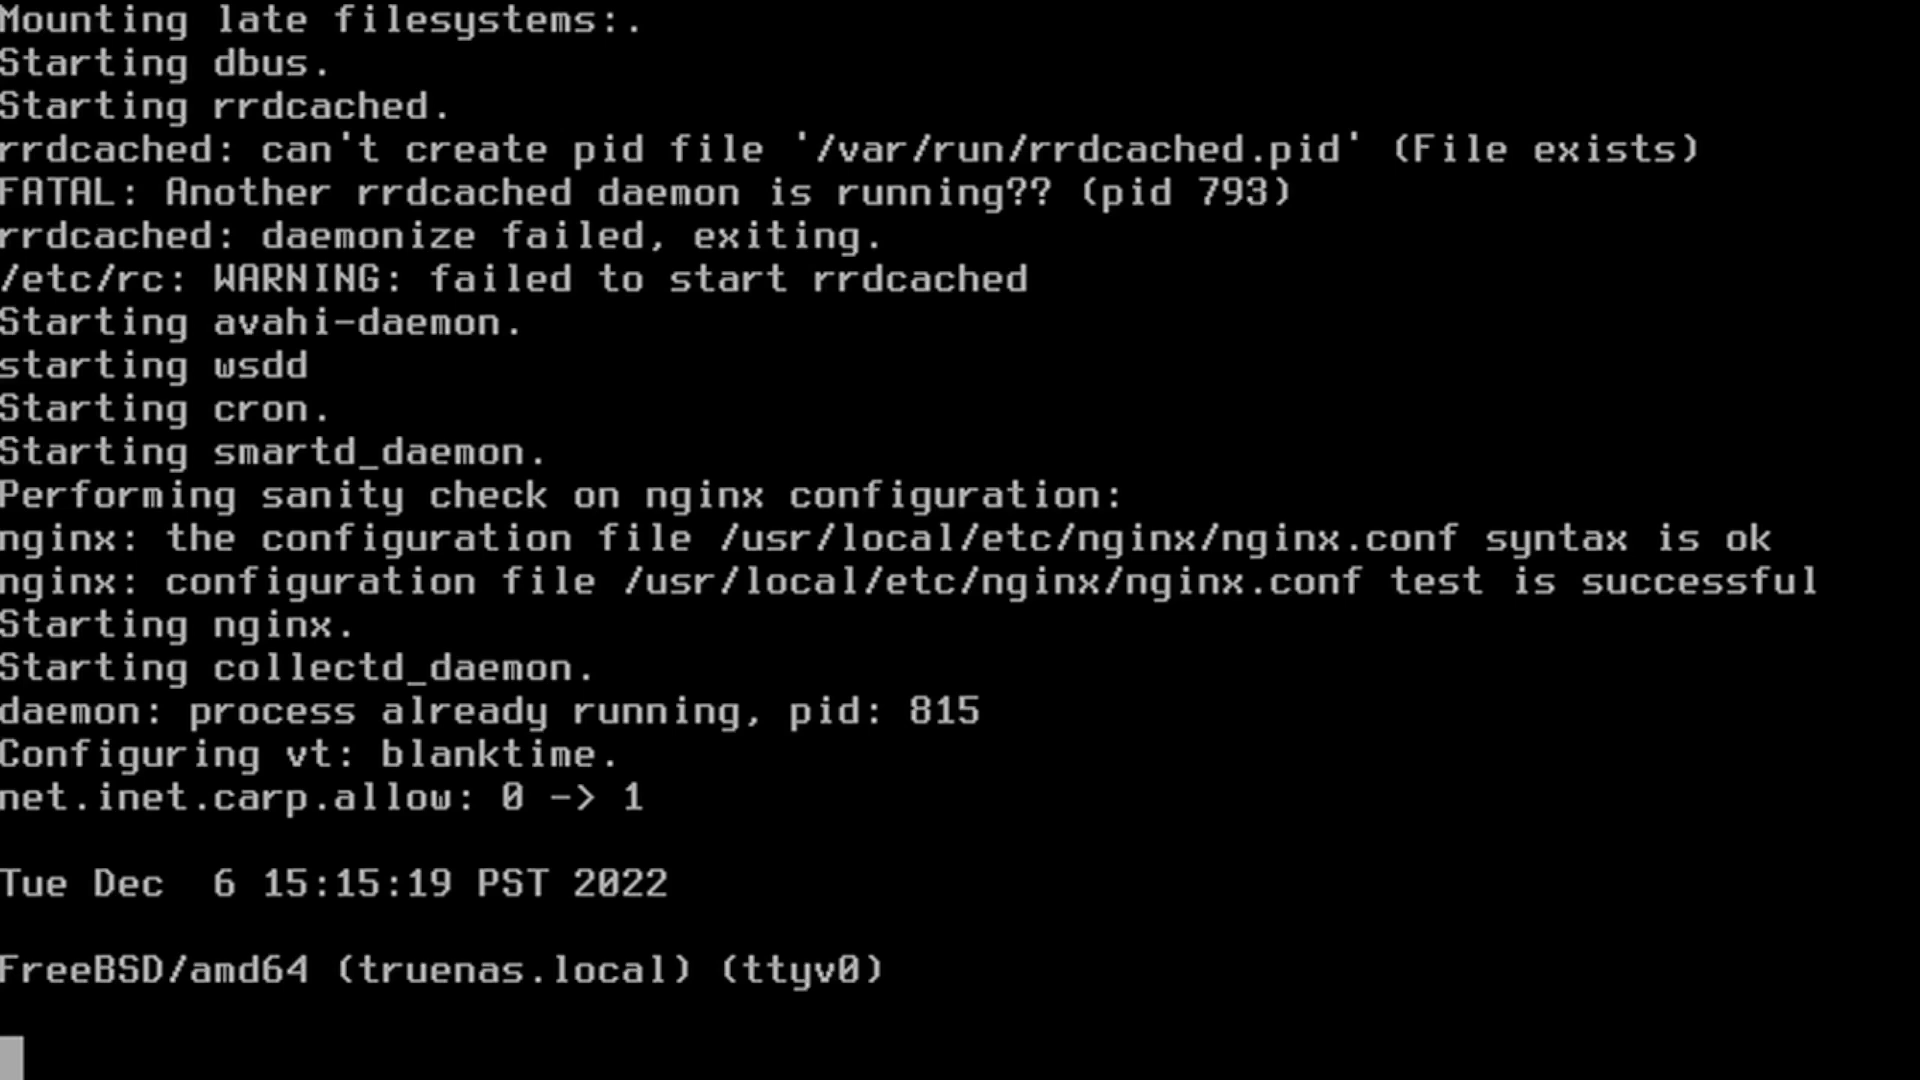 Mounting late filesystems:.
Starting dbus.
Starting rrdcached.
rrdcached: can't create pid file '/var/run/rrdcached.pid' (File exists)
FATAL: Another rrdcached daemon is running?? (pid 793)
rrdcached: daemonize failed, exiting.
/etc/rc: WARNING: failed to start rrdcached
Starting avahi-daemon.
starting wsdd
Starting cron.
Starting smartd_daemon.
Performing sanity check on nginx configuration:
nginx: the configuration file /usr/local/etc/nginx/nginx.conf syntax is ok
nginx: configuration file /usr/local/etc/nginx/nginx.conf test is successful
Starting nginx.
Starting collectd_daemon.
daemon: process already running, pid: 815
Configuring vt: blanktime.
net.inet.carp.allow: 0 -> 1
Tue Dec  6 15:15:19 PST 2022
FreeBSD/amd64 (truenas.local) (ttyv0)